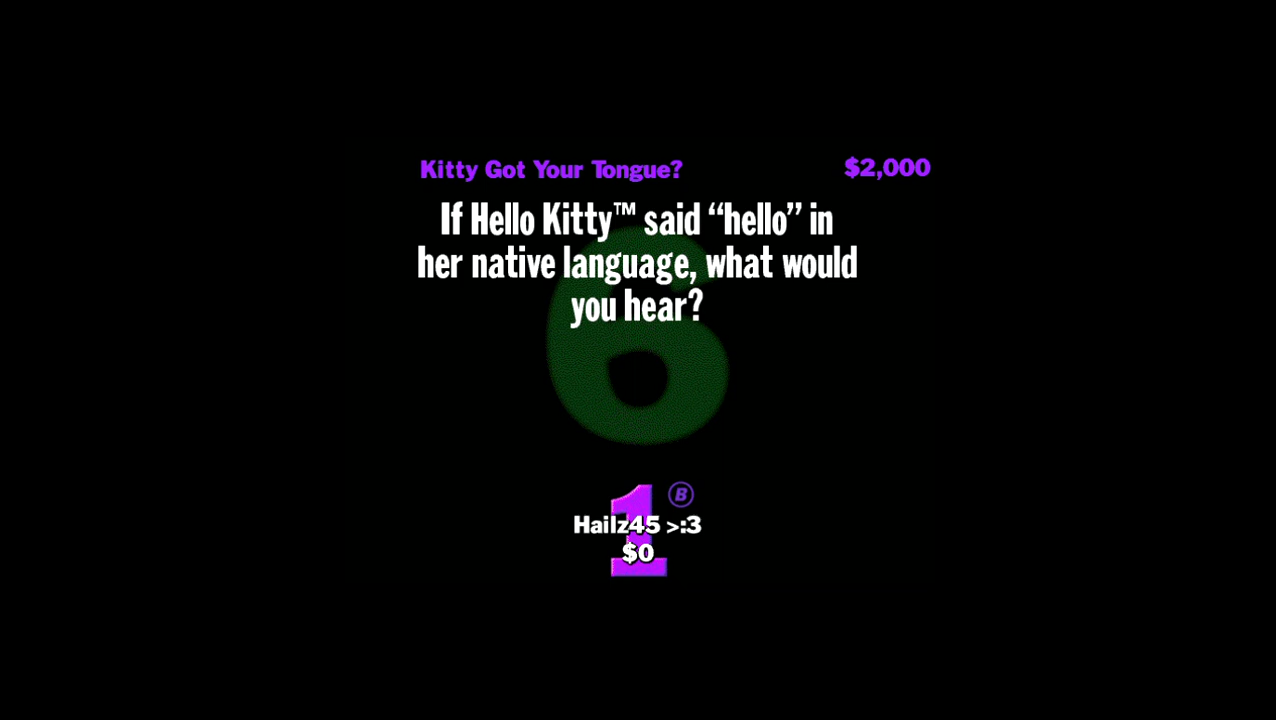 Kitty Got Your Tongue? $2,000
If Hello Kitty™ said “hello” in
her native language, what would
you hear?
6
1 B
Hailz45 >:3
$0